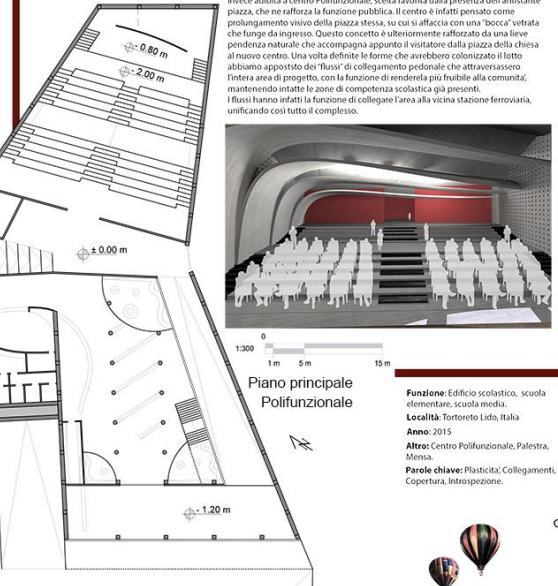 invece adibita a centro Polifunzionale, scelta favorita dalla presenza dell'antistante
piazza, che ne rafforza la funzione pubblica. Il centro è infatti pensato come
prolungamento visivo della piazza stessa, su cui si affaccia con una "bocca" vetrata
che funge da ingresso. Questo concetto è ulteriormente rafforzato da una lieve
pendenza naturale che accompagna appunto il visitatore dalla piazza della chiesa
al nuovo centro. Una volta definite le forme che avrebbero colonizzato il lotto
abbiamo appoststo dei "flussi" di collegamento pedonale che attraversassero
l'intera area di progetto, con la funzione di renderela più fruibile alla comunita',
mantenendo intatte le zone di competenza scolastica già presenti.
I flussi hanno infatti la funzione di collegare l'area alla vicina stazione ferroviaria,
unificando così tutto il complesso.
- 0.80 m
- 2.00 m
± 0.00 m
1:300
0
1 m 5 m 15 m
Piano principale
Polifunzionale
- 1.20 m
Funzione: Edificio scolastico, scuola
elementare, scuola media.
Località: Tortoreto Lido, Italia
Anno: 2015
Altro: Centro Polifunzionale, Palestra,
Mensa.
Parole chiave: Plasticita', Collegamenti,
Copertura, Introspezione.